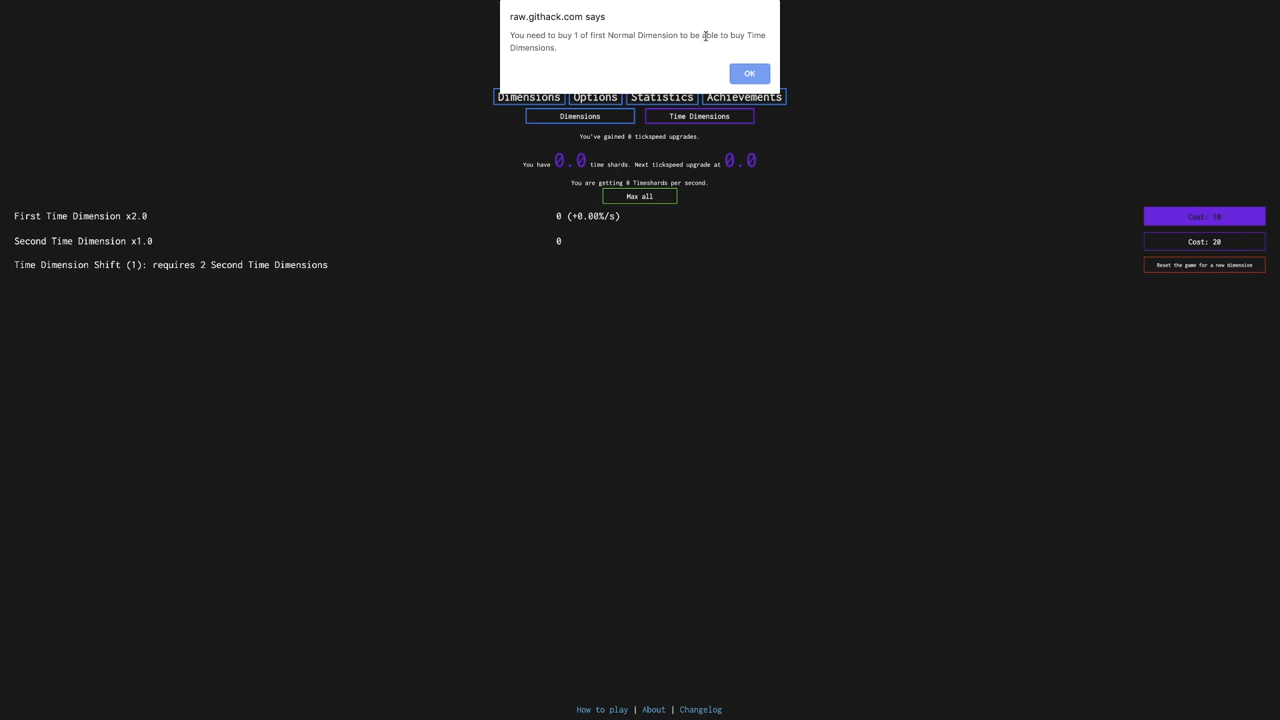 raw.githack.com says
You need to buy 1 of first Normal Dimension to be able to buy Time
Dimensions.
OK
Dimensions Options Statistics Achievements
Dimensions Time Dimensions
You've gained 0 tickspeed upgrades.
You have 0.0 time shards. Next tickspeed upgrade at 0.0
You are getting 0 Timeshards per second.
Max all
First Time Dimension x2.0 0 (+0.00%/s) Cost: 10
Second Time Dimension x1.0 0 Cost: 20
Time Dimension Shift (1): requires 2 Second Time Dimensions Reset the game for a new dimension
How to play | About | Changelog